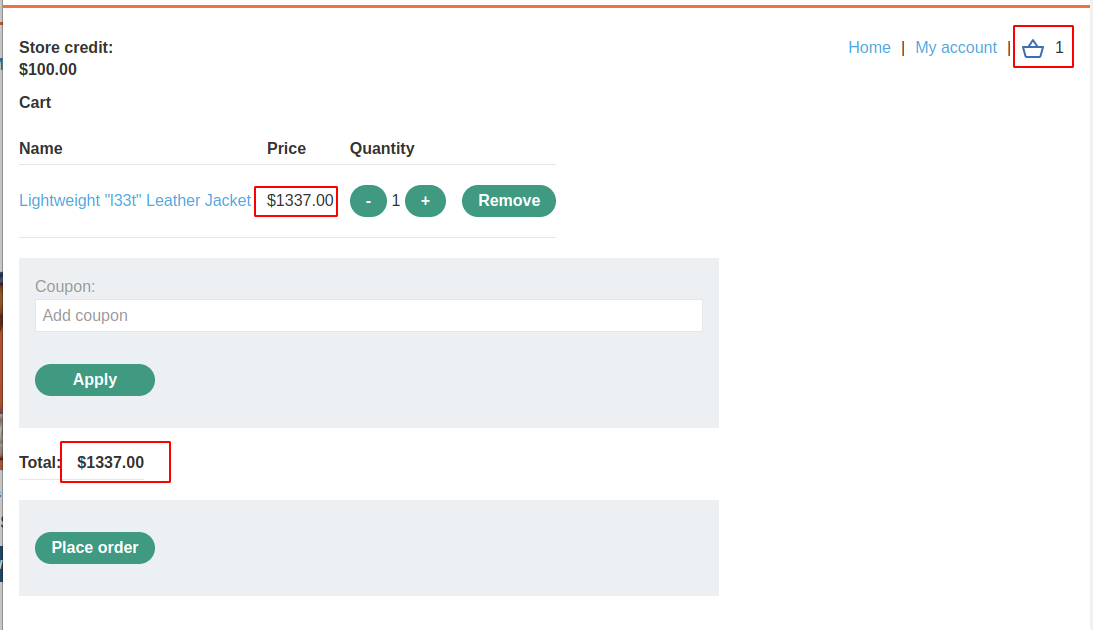 Store credit:
$100.00
Home | My account | 1
Cart
Name Price Quantity
Lightweight "l33t" Leather Jacket $1337.00 - 1 + Remove
Coupon:
Add coupon
Apply
Total: $1337.00
Place order